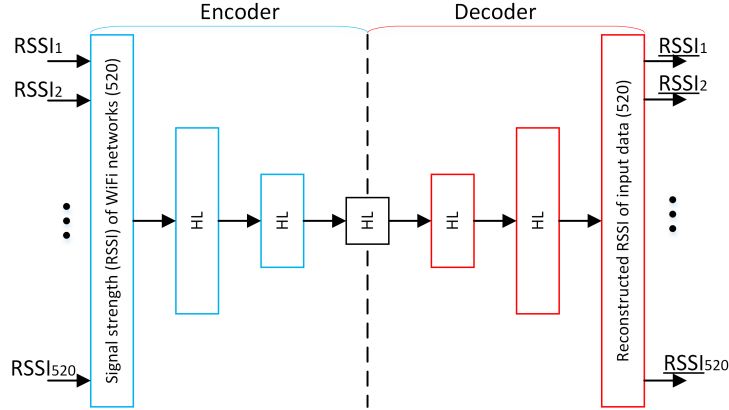 Encoder
Decoder
RSSI1
RSSI2
RSSI520
Signal strength (RSSI) of WiFi networks (520)
HL
HL
HL
HL
HL
Reconstructed RSSI of input data (520)
RSSI1
RSSI2
RSSI520